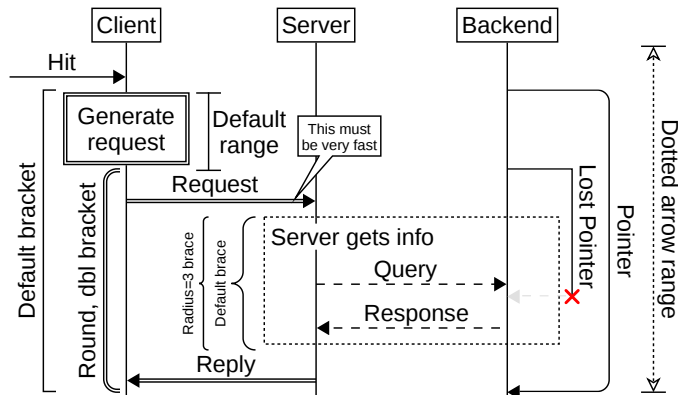 Client
Server
Backend
Hit
Generate
request
Default
range
This must
be very fast
Request
Default bracket
Round, dbl bracket
Radius=3 brace
Default brace
Server gets info
Query
Response
Reply
Lost Pointer
Pointer
Dotted arrow range